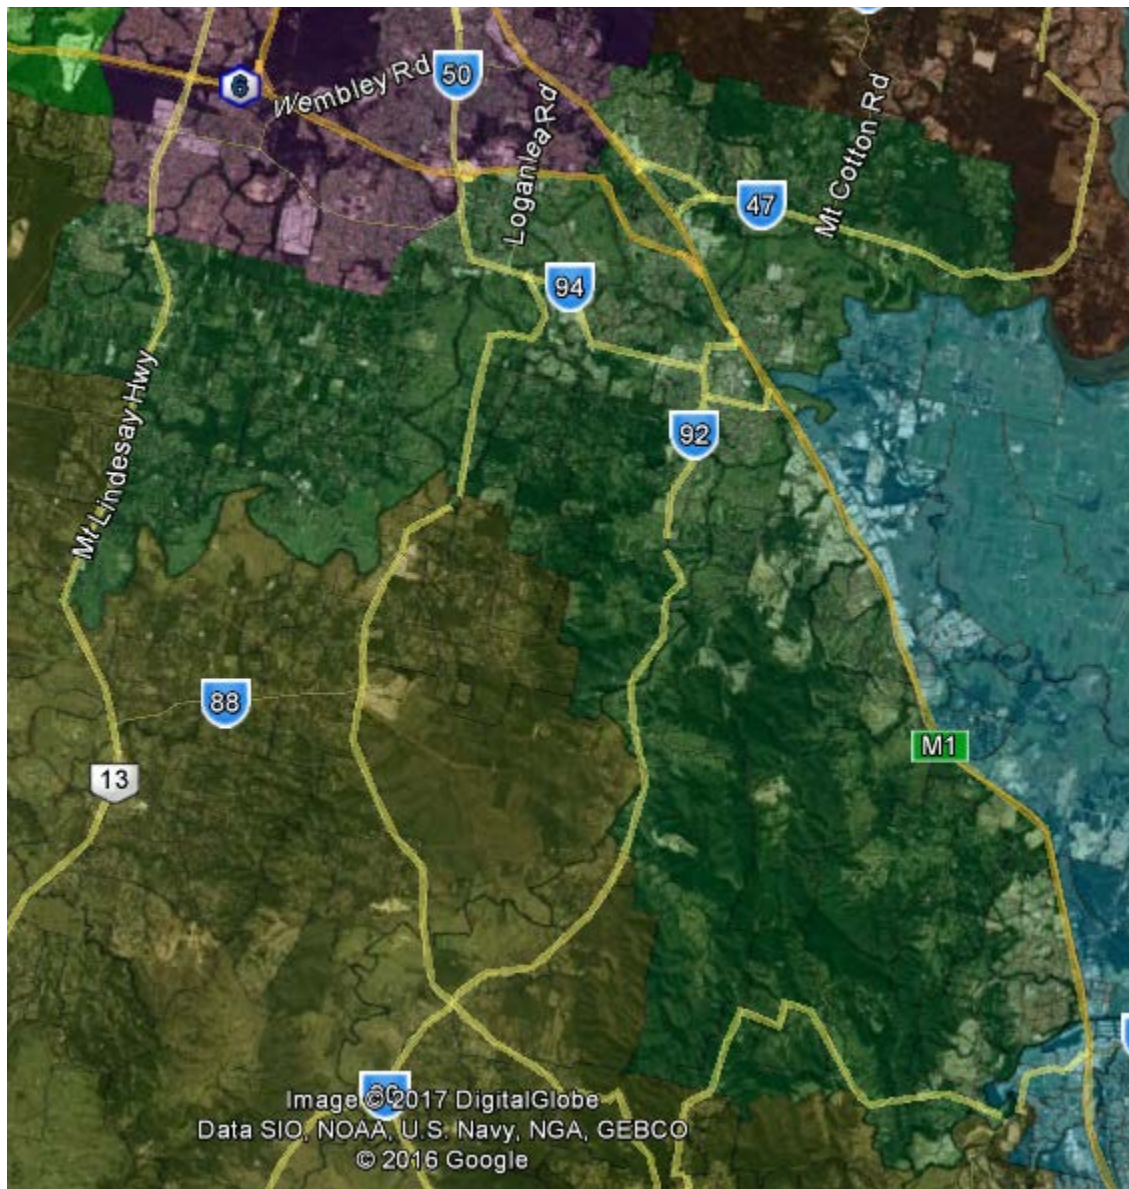 50
6
Wembley Rd
Loganlea Rd
Mt Cotton Rd
47
94
Mt Lindesay Hwy
92
88
M1
13
Image © 2017 DigitalGlobe
Data SIO, NOAA, U.S. Navy, NGA, GEBCO
© 2016 Google